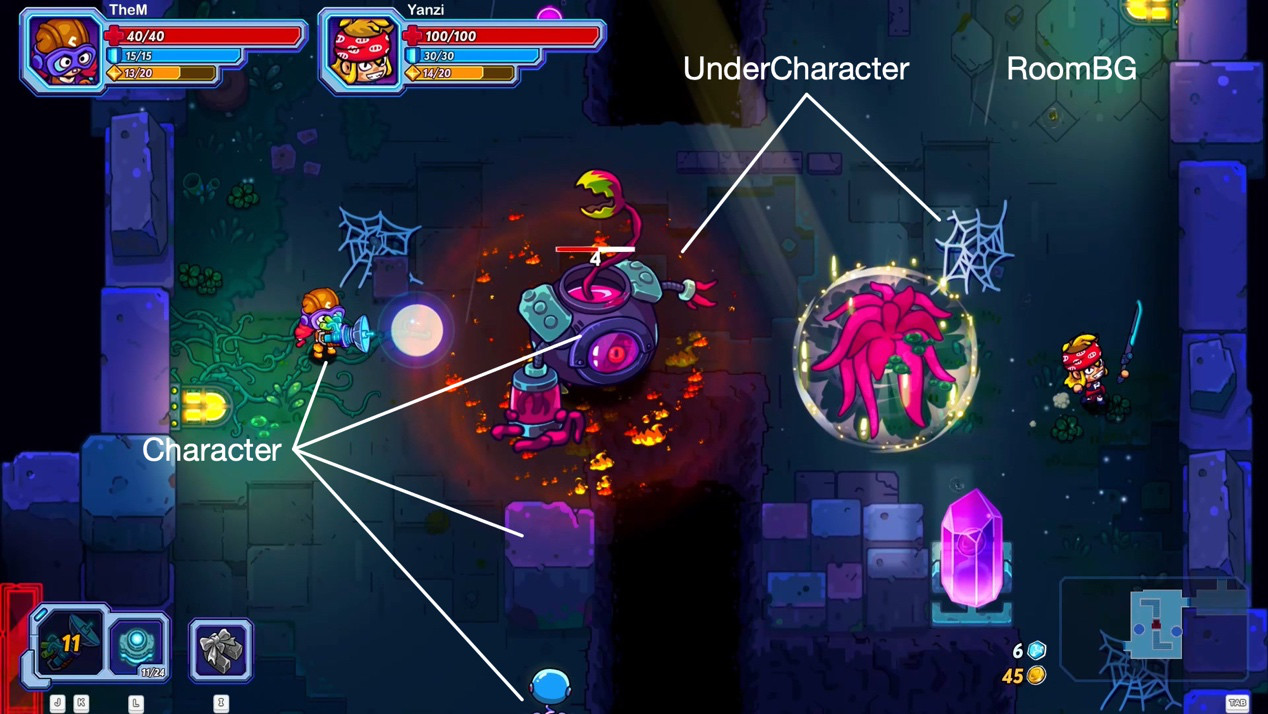 TheM
40/40
15/15
13/20
Yanzi
100/100
30/30
14/20
UnderCharacter
RoomBG
4
Character
11
11/24
J K L I
6
45
TAB